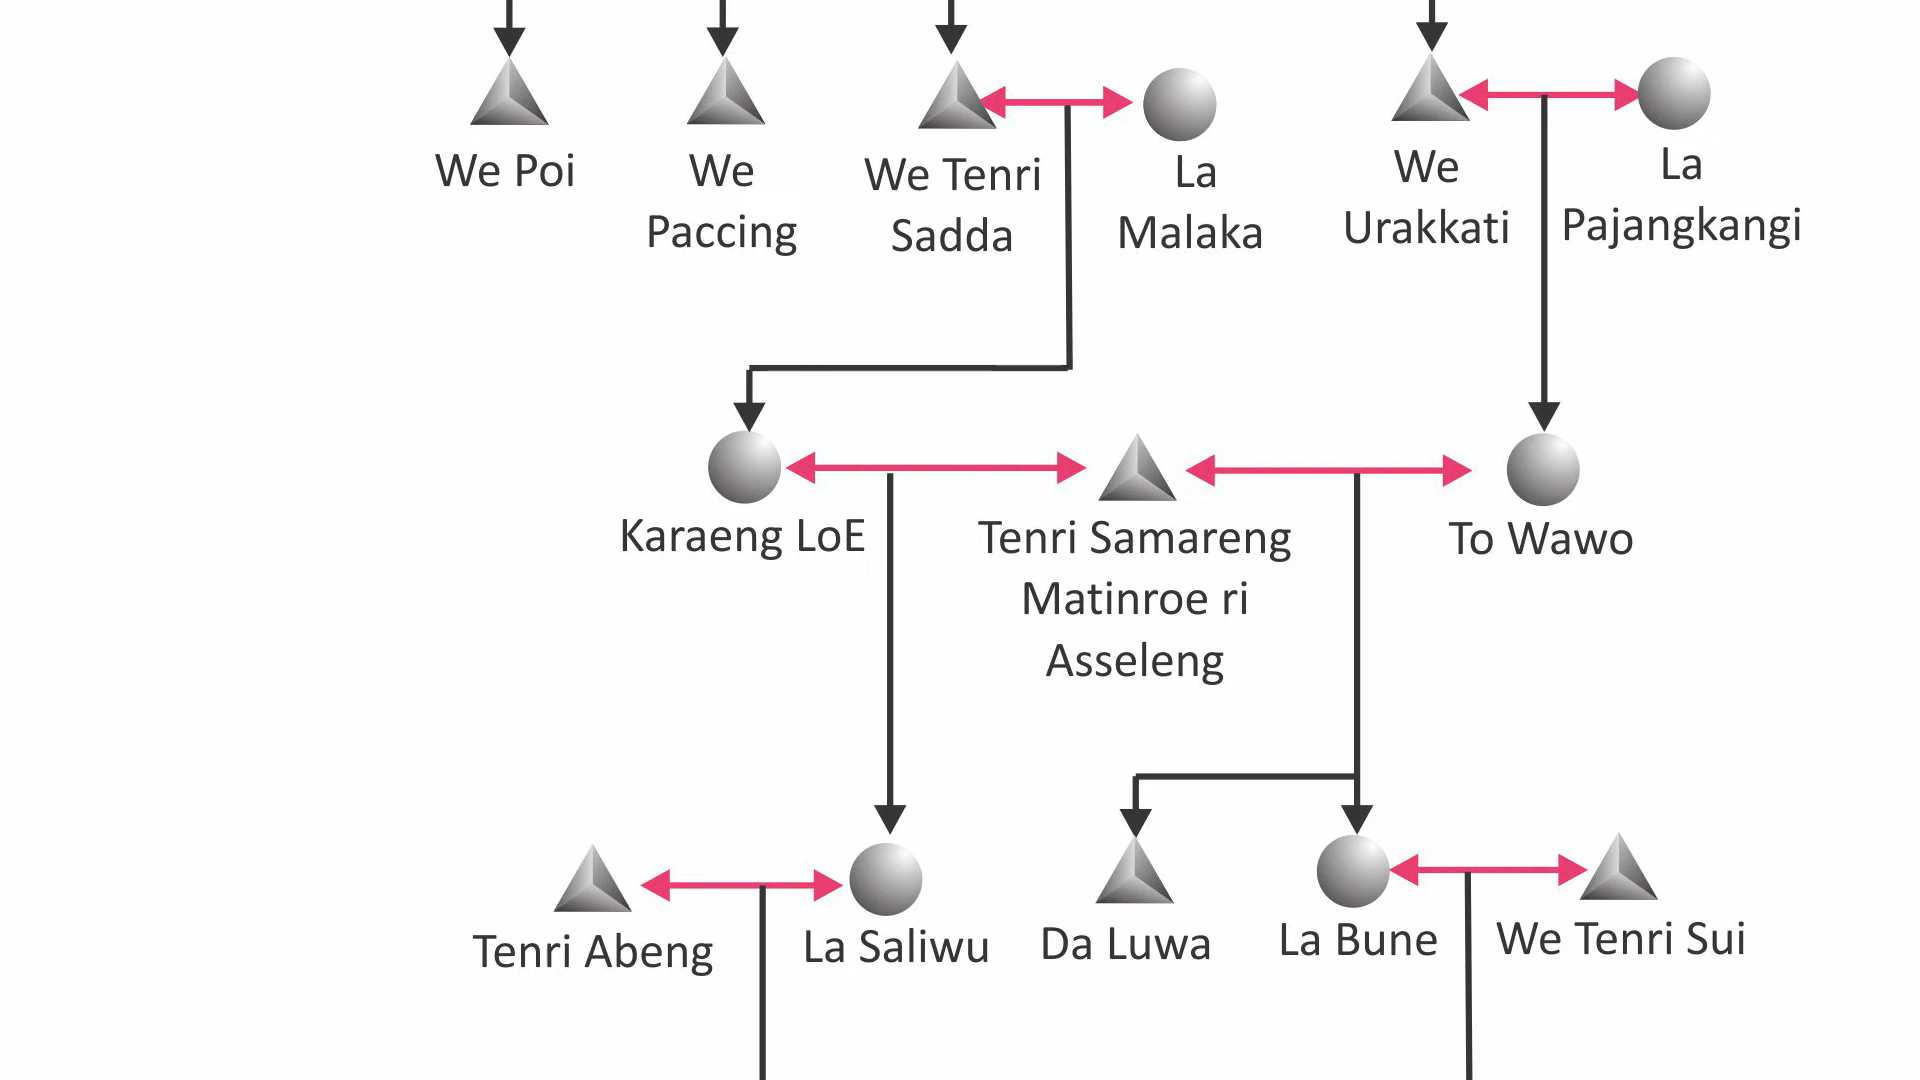 We Poi
We
Paccing
We Tenri
Sadda
La
Malaka
We
Urakkati
La
Pajangkangi
Karaeng LoE
Tenri Samareng
Matinroe ri
Asseleng
To Wawo
Tenri Abeng
La Saliwu
Da Luwa
La Bune
We Tenri Sui